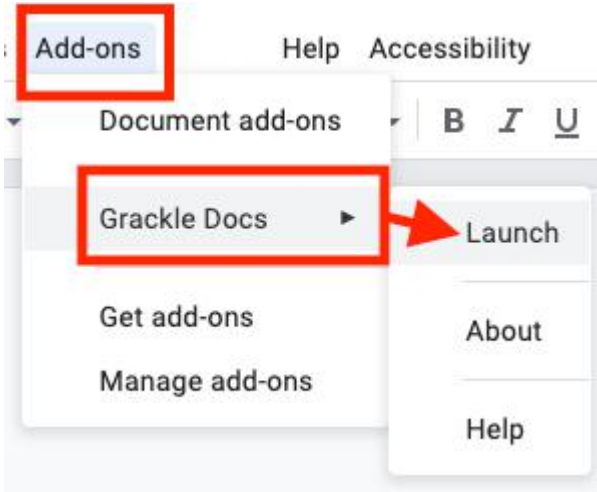 Add-ons Help Accessibility
Document add-ons B I U
Grackle Docs
Launch
Get add-ons
About
Manage add-ons
Help